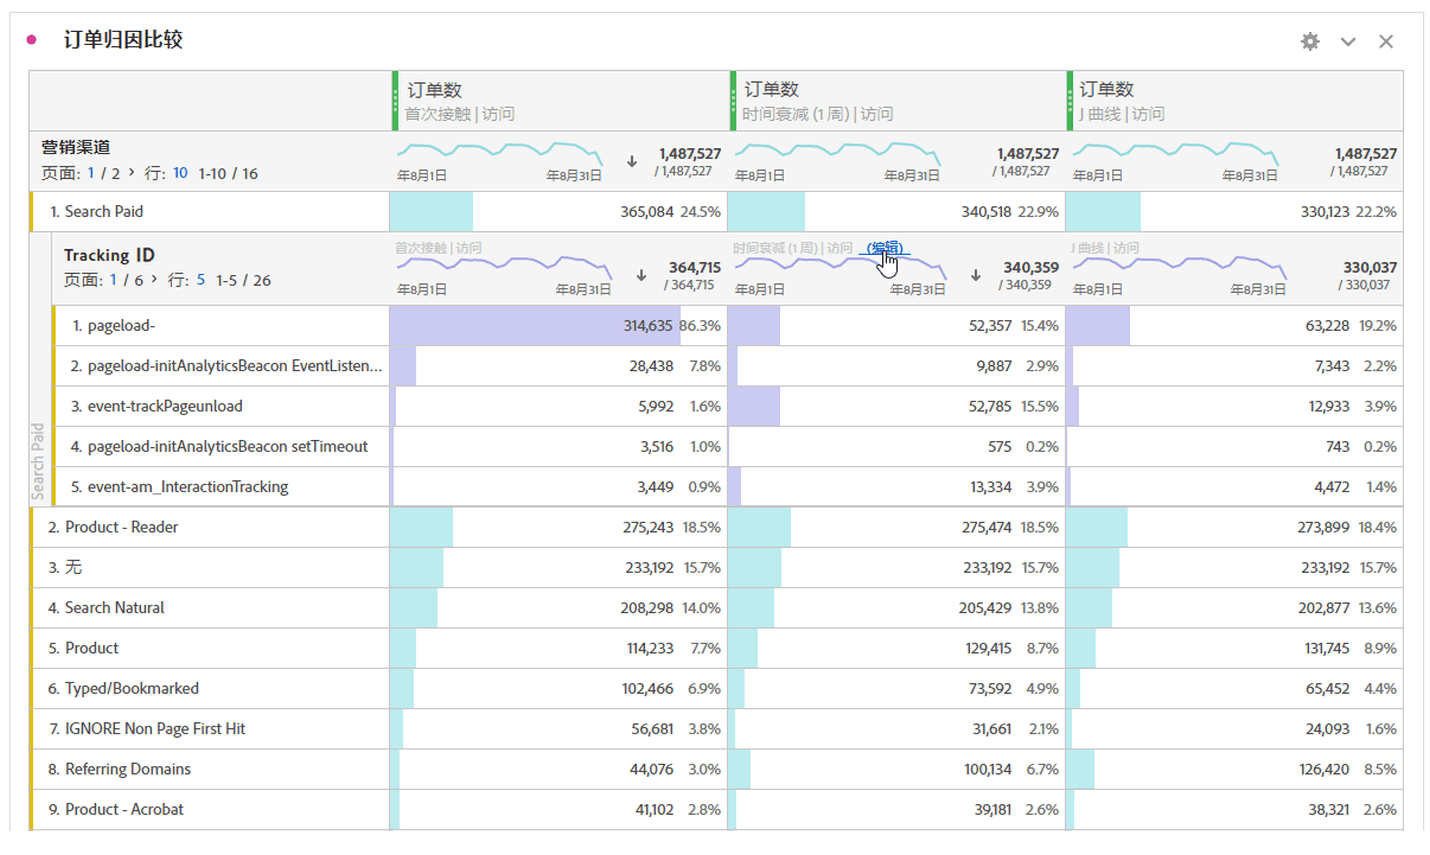 订单归因比较
订单数 订单数 订单数
首次接触 | 访问 时间衰减 (1 周) | 访问 J 曲线 | 访问
营销渠道 1,487,527 1,487,527 1,487,527
页面: 1 / 2 > 行: 10 1-10 / 16 年8月1日 年8月31日 / 1,487,527 年8月1日 年8月31日 / 1,487,527 年8月1日 年8月31日 / 1,487,527
1. Search Paid 365,084 24.5% 340,518 22.9% 330,123 22.2%
首次接触 | 访问 时间衰减 (1 周) | 访问 (编辑) J 曲线 | 访问
Tracking ID 364,715 340,359 330,037
页面: 1 / 6 > 行: 5 1-5 / 26 年8月1日 年8月31日 / 364,715 年8月1日 年8月31日 / 340,359 年8月1日 年8月31日 / 330,037
Search Paid
1. pageload- 314,635 86.3% 52,357 15.4% 63,228 19.2%
2. pageload-initAnalyticsBeacon EventListen... 28,438 7.8% 9,887 2.9% 7,343 2.2%
3. event-trackPageunload 5,992 1.6% 52,785 15.5% 12,933 3.9%
4. pageload-initAnalyticsBeacon setTimeout 3,516 1.0% 575 0.2% 743 0.2%
5. event-am_InteractionTracking 3,449 0.9% 13,334 3.9% 4,472 1.4%
2. Product - Reader 275,243 18.5% 275,474 18.5% 273,899 18.4%
3. 无 233,192 15.7% 233,192 15.7% 233,192 15.7%
4. Search Natural 208,298 14.0% 205,429 13.8% 202,877 13.6%
5. Product 114,233 7.7% 129,415 8.7% 131,745 8.9%
6. Typed/Bookmarked 102,466 6.9% 73,592 4.9% 65,452 4.4%
7. IGNORE Non Page First Hit 56,681 3.8% 31,661 2.1% 24,093 1.6%
8. Referring Domains 44,076 3.0% 100,134 6.7% 126,420 8.5%
9. Product - Acrobat 41,102 2.8% 39,181 2.6% 38,321 2.6%